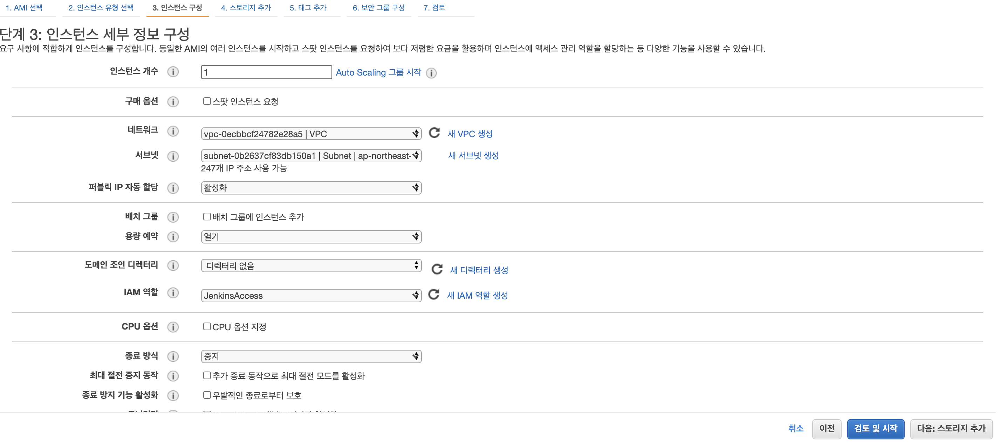 1. AMI 선택 2. 인스턴스 유형 선택 3. 인스턴스 구성 4. 스토리지 추가 5. 태그 추가 6. 보안 그룹 구성 7. 검토
단계 3: 인스턴스 세부 정보 구성
요구 사항에 적합하게 인스턴스를 구성합니다. 동일한 AMI의 여러 인스턴스를 시작하고 스팟 인스턴스를 요청하여 보다 저렴한 요금을 활용하며 인스턴스에 액세스 관리 역할을 할당하는 등 다양한 기능을 사용할 수 있습니다.
인스턴스 개수 1 Auto Scaling 그룹 시작
구매 옵션 스팟 인스턴스 요청
네트워크 vpc-0ecbbcf24782e28a5 | VPC 새 VPC 생성
서브넷 subnet-0b2637cf83db150a1 | Subnet | ap-northeast- 새 서브넷 생성
247개 IP 주소 사용 가능
퍼블릭 IP 자동 할당 활성화
배치 그룹 배치 그룹에 인스턴스 추가
용량 예약 열기
도메인 조인 디렉터리 디렉터리 없음 새 디렉터리 생성
IAM 역할 JenkinsAccess 새 IAM 역할 생성
CPU 옵션 CPU 옵션 지정
종료 방식 중지
최대 절전 중지 동작 추가 종료 동작으로 최대 절전 모드를 활성화
종료 방지 기능 활성화 우발적인 종료로부터 보호
취소 이전 검토 및 시작 다음: 스토리지 추가